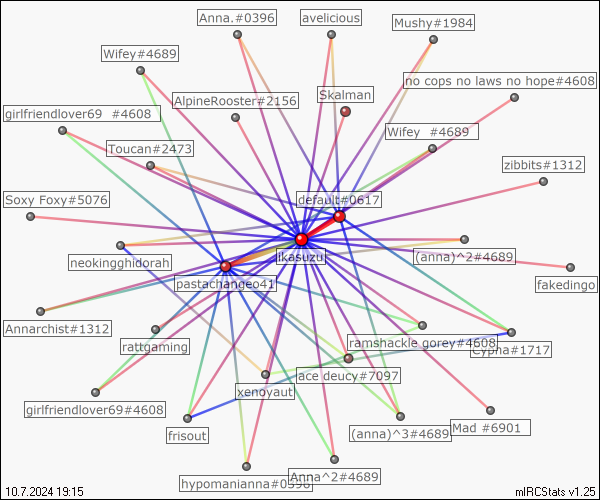 Anna.#0396
avelicious
Mushy#1984
Wifey#4689
no cops no laws no hope#4608
AlpineRooster#2156
Skalman
girlfriendlover69 #4608
Wifey #4689
Toucan#2473
zibbits#1312
Soxy Foxy#5076
default#0617
neokingghidorah
Ikasuzu
(anna)^2#4689
pastachangeo41
fakedingo
Annarchist#1312
rattgaming
ramshackle gorey#4608
Cypha#1717
ace deucy#7097
xenoyaut
girlfriendlover69#4608
frisout
(anna)^3#4689
Mad #6901
hypomanianna#0396
Anna^2#4689
10.7.2024 19:15
mIRCStats v1.25